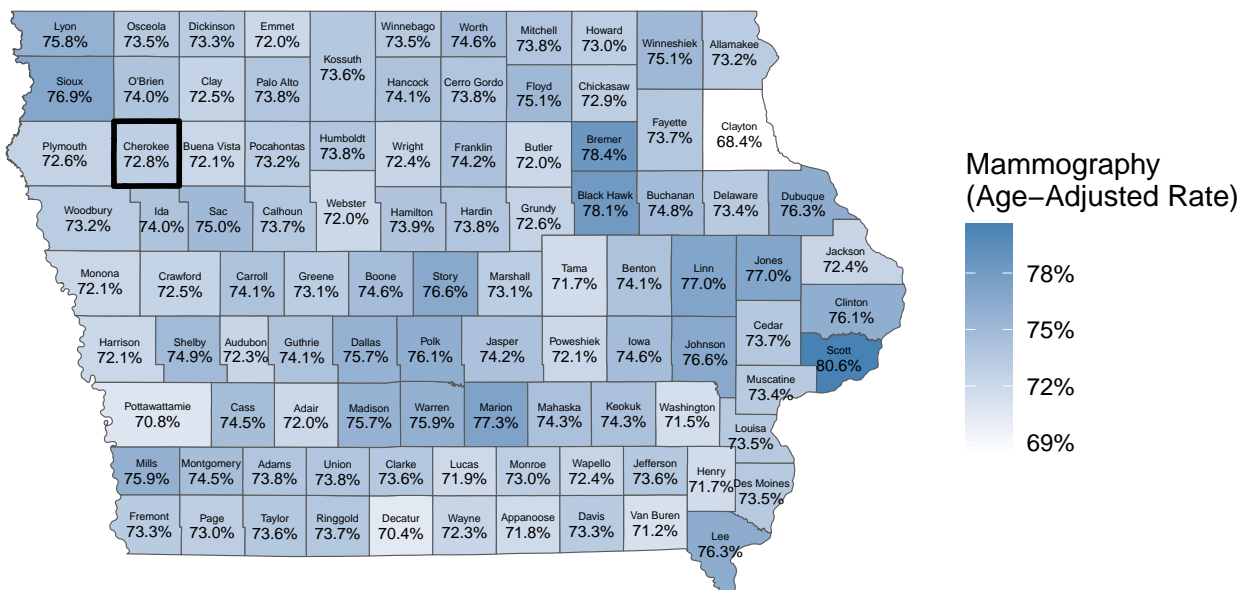 Lyon Osceola Dickinson Emmet Winnebago Worth Mitchell Howard
75.8% 73.5% 73.3% 72.0% 73.5% 74.6% 73.8% 73.0%
Kossuth
73.6%
Winneshiek Allamakee
75.1% 73.2%
Sioux O'Brien Clay Palo Alto Hancock Cerro Gordo Floyd Chickasaw
76.9% 74.0% 72.5% 73.8% 74.1% 73.8% 75.1% 72.9%
Fayette Clayton
73.7% 68.4%
Plymouth Cherokee Buena Vista Pocahontas Humboldt Wright Franklin Butler Bremer
72.6% 72.8% 72.1% 73.2% 73.8% 72.4% 74.2% 72.0% 78.4%
Woodbury Ida Sac Calhoun Webster Hamilton Hardin Grundy Black Hawk Buchanan Delaware Dubuque
73.2% 74.0% 75.0% 73.7% 72.0% 73.9% 73.8% 72.6% 78.1% 74.8% 73.4% 76.3%
Monona Crawford Carroll Greene Boone Story Marshall Tama Benton Linn Jones Jackson
72.1% 72.5% 74.1% 73.1% 74.6% 76.6% 73.1% 71.7% 74.1% 77.0% 77.0% 72.4%
Clinton
76.1%
Harrison Shelby Audubon Guthrie Dallas Polk Jasper Poweshiek Iowa Johnson Cedar Scott
72.1% 74.9% 72.3% 74.1% 75.7% 76.1% 74.2% 72.1% 74.6% 76.6% 73.7% 80.6%
Muscatine
73.4%
Pottawattamie Cass Adair Madison Warren Marion Mahaska Keokuk Washington
70.8% 74.5% 72.0% 75.7% 75.9% 77.3% 74.3% 74.3% 71.5%
Louisa
73.5%
Mills Montgomery Adams Union Clarke Lucas Monroe Wapello Jefferson Henry Des Moines
75.9% 74.5% 73.8% 73.8% 73.6% 71.9% 73.0% 72.4% 73.6% 71.7% 73.5%
Fremont Page Taylor Ringgold Decatur Wayne Appanoose Davis Van Buren Lee
73.3% 73.0% 73.6% 73.7% 70.4% 72.3% 71.8% 73.3% 71.2% 76.3%
Mammography
(Age−Adjusted Rate)
78%
75%
72%
69%